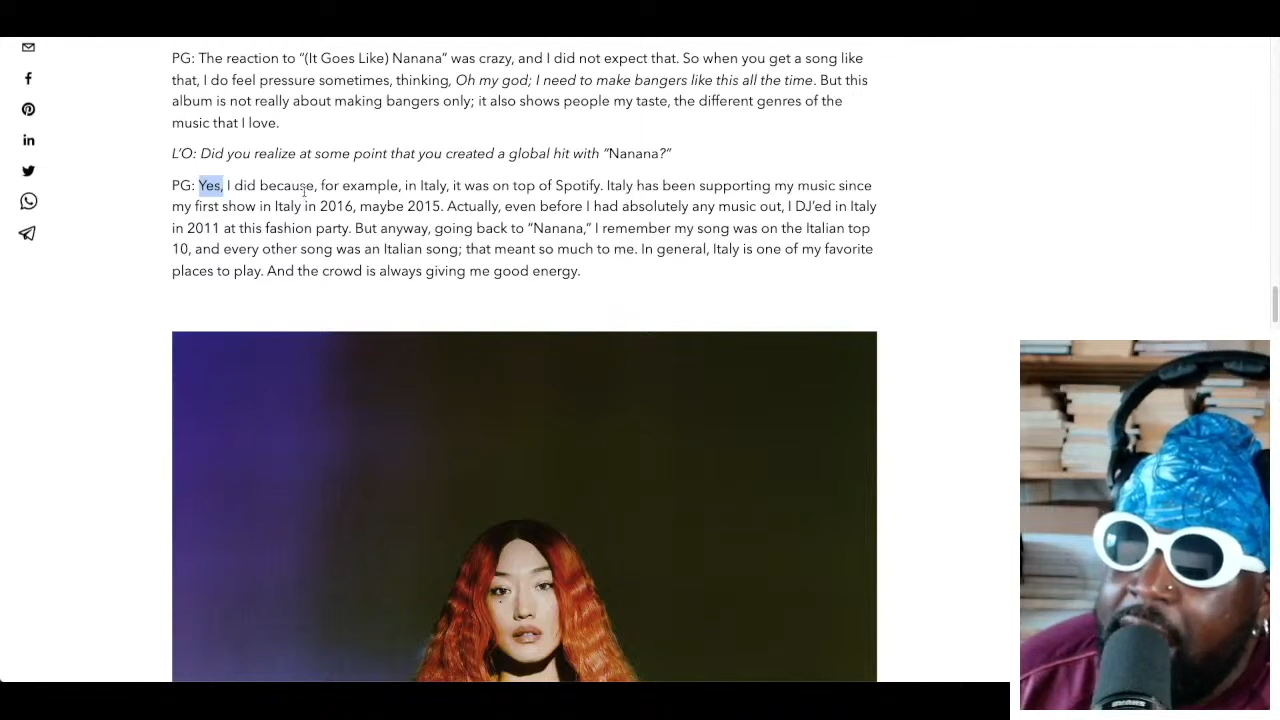 PG: The reaction to “(It Goes Like) Nanana” was crazy, and I did not expect that. So when you get a song like
that, I do feel pressure sometimes, thinking, Oh my god; I need to make bangers like this all the time. But this
album is not really about making bangers only; it also shows people my taste, the different genres of the
music that I love.
L’O: Did you realize at some point that you created a global hit with “Nanana?”
PG: Yes, I did because, for example, in Italy, it was on top of Spotify. Italy has been supporting my music since
my first show in Italy in 2016, maybe 2015. Actually, even before I had absolutely any music out, I DJ’ed in Italy
in 2011 at this fashion party. But anyway, going back to “Nanana,” I remember my song was on the Italian top
10, and every other song was an Italian song; that meant so much to me. In general, Italy is one of my favorite
places to play. And the crowd is always giving me good energy.